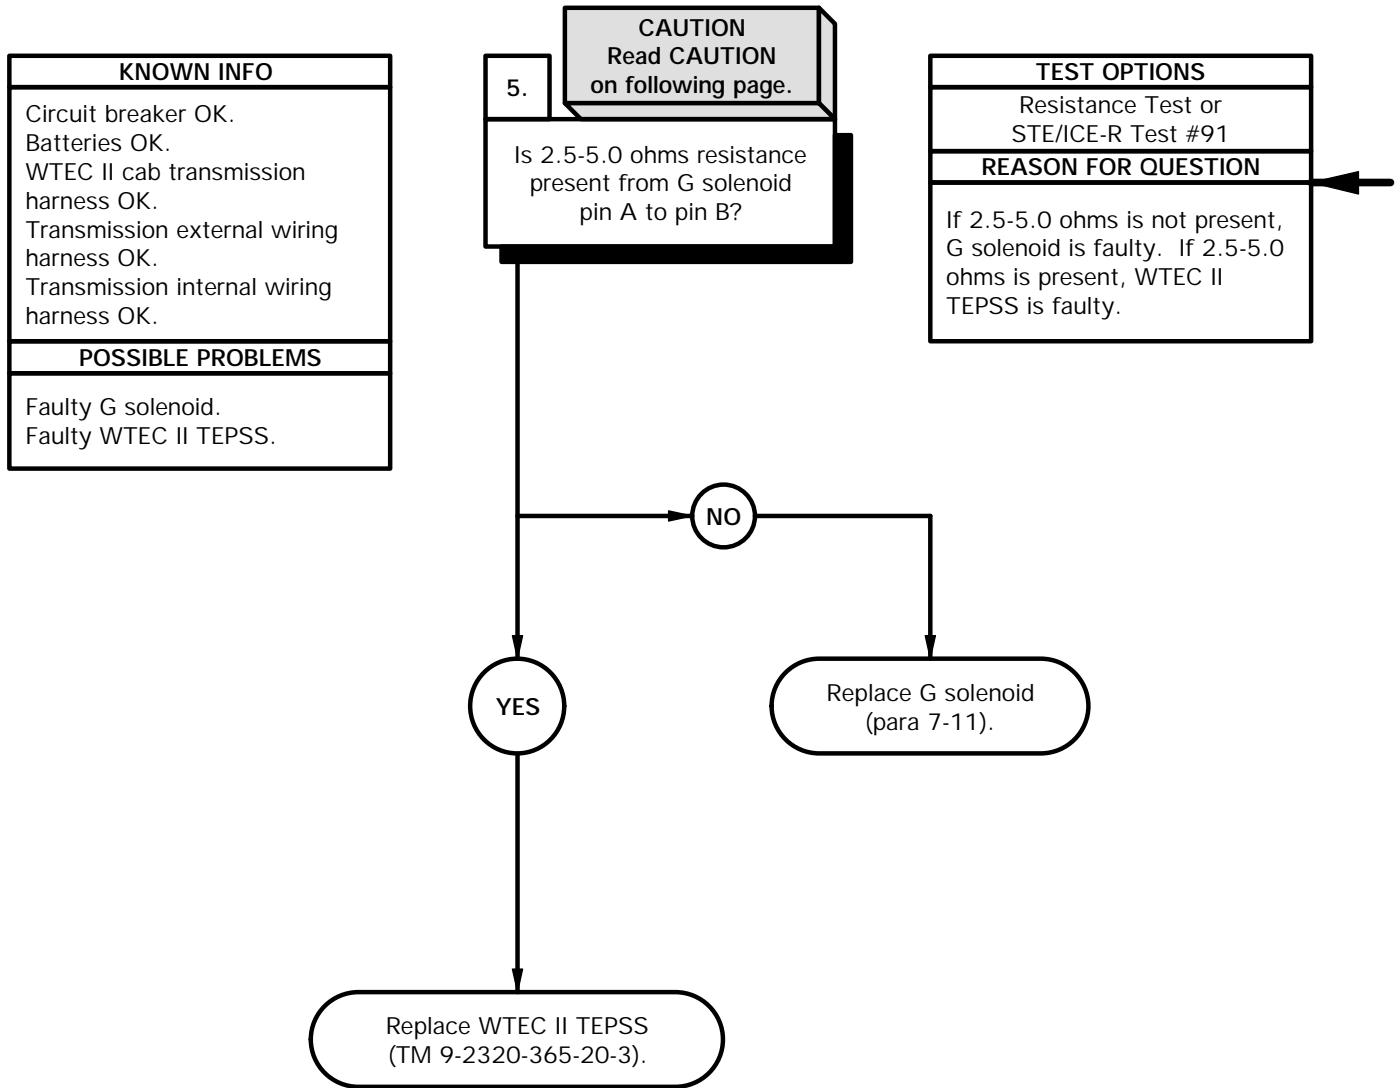 KNOWN INFO
Circuit breaker OK.
Batteries OK.
WTEC II cab transmission
harness OK.
Transmission external wiring
harness OK.
Transmission internal wiring
harness OK.
POSSIBLE PROBLEMS
Faulty G solenoid.
Faulty WTEC II TEPSS.
CAUTION
Read CAUTION
on following page.
5.
Is 2.5-5.0 ohms resistance
present from G solenoid
pin A to pin B?
TEST OPTIONS
Resistance Test or
STE/ICE-R Test #91
REASON FOR QUESTION
If 2.5-5.0 ohms is not present,
G solenoid is faulty. If 2.5-5.0
ohms is present, WTEC II
TEPSS is faulty.
NO
YES
Replace G solenoid
(para 7-11).
Replace WTEC II TEPSS
(TM 9-2320-365-20-3).